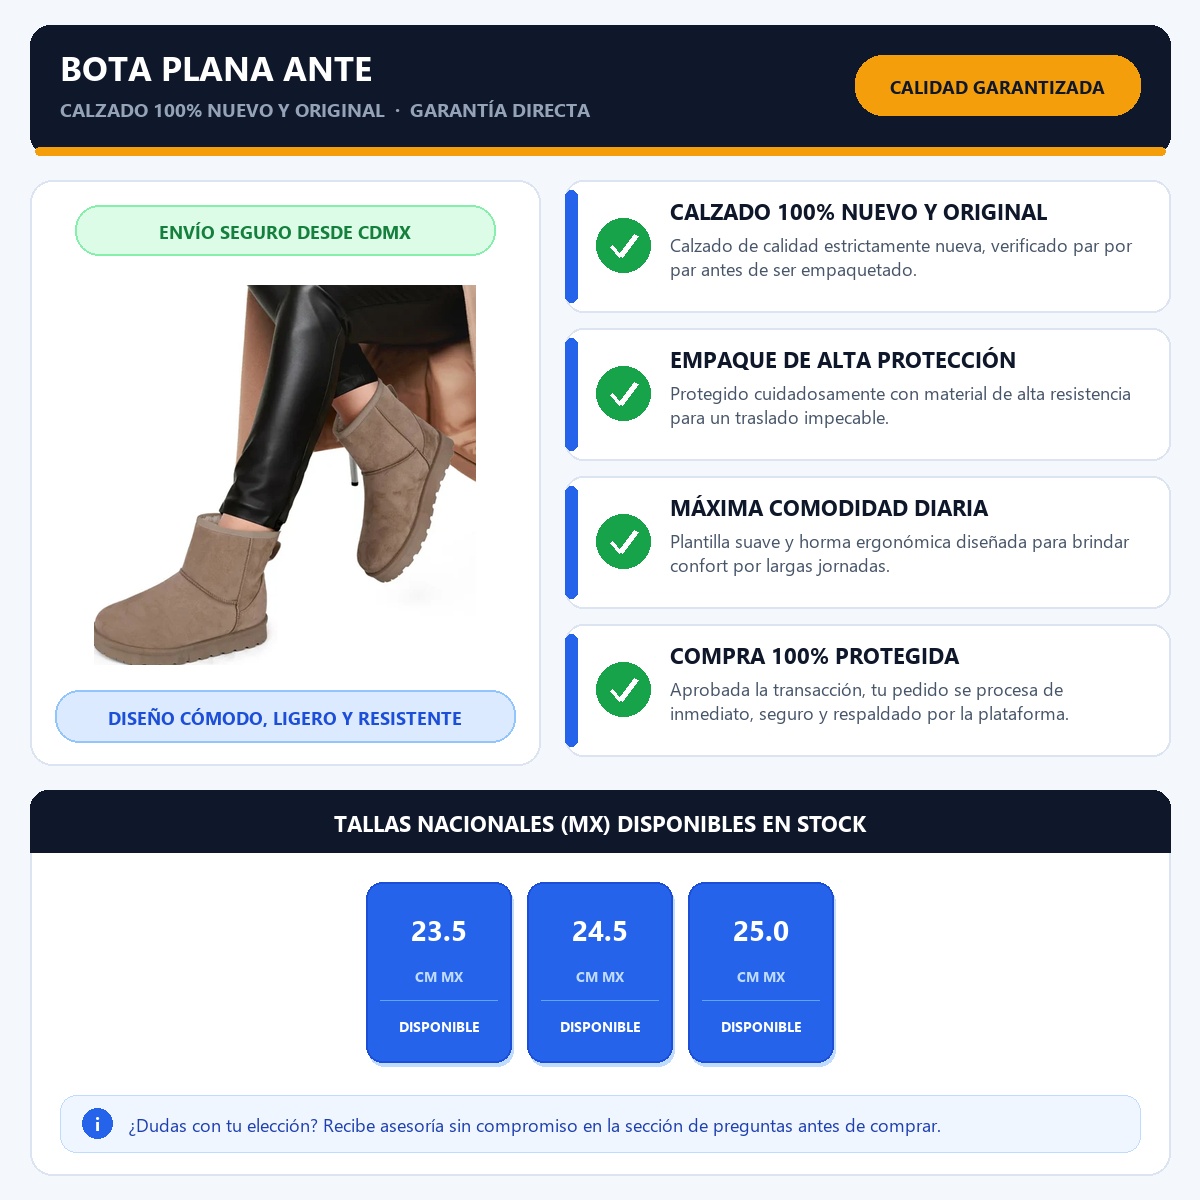 BOTA PLANA ANTE
CALZADO 100% NUEVO Y ORIGINAL · GARANTÍA DIRECTA
CALIDAD GARANTIZADA
ENVÍO SEGURO DESDE CDMX
DISEÑO CÓMODO, LIGERO Y RESISTENTE
CALZADO 100% NUEVO Y ORIGINAL
Calzado de calidad estrictamente nueva, verificado par por
par antes de ser empaquetado.
EMPAQUE DE ALTA PROTECCIÓN
Protegido cuidadosamente con material de alta resistencia
para un traslado impecable.
MÁXIMA COMODIDAD DIARIA
Plantilla suave y horma ergonómica diseñada para brindar
confort por largas jornadas.
COMPRA 100% PROTEGIDA
Aprobada la transacción, tu pedido se procesa de
inmediato, seguro y respaldado por la plataforma.
TALLAS NACIONALES (MX) DISPONIBLES EN STOCK
23.5
CM MX
DISPONIBLE
24.5
CM MX
DISPONIBLE
25.0
CM MX
DISPONIBLE
¿Dudas con tu elección? Recibe asesoría sin compromiso en la sección de preguntas antes de comprar.